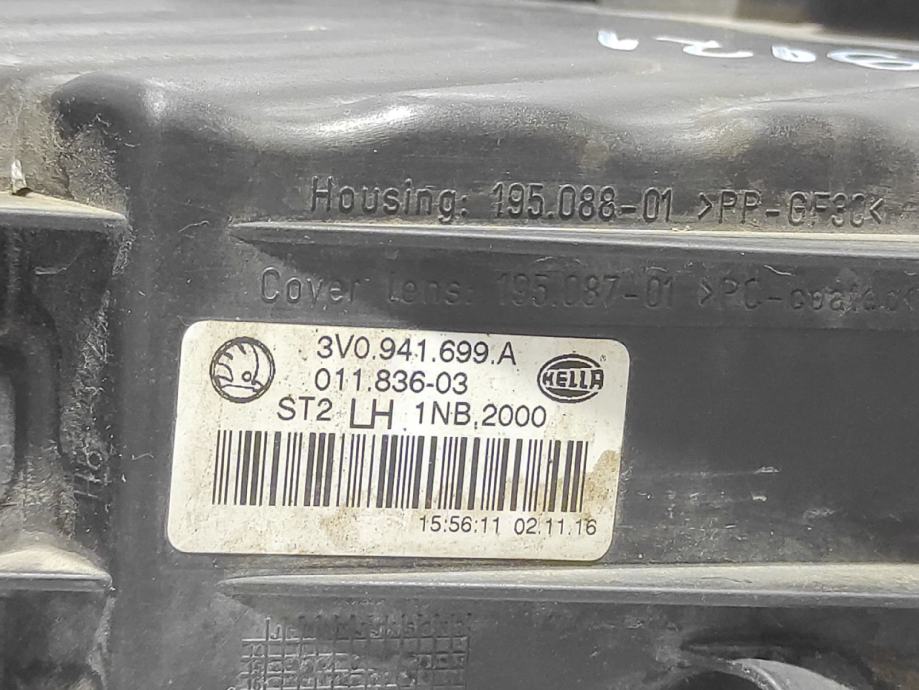 Housing: 195.088-01 >PP-GF30<
Cover lens: 195.087-01 >PC-coated<
3V0.941.699.A
011.836-03
HELLA
ST2 LH 1NB.2000
15:56:11 02.11.16